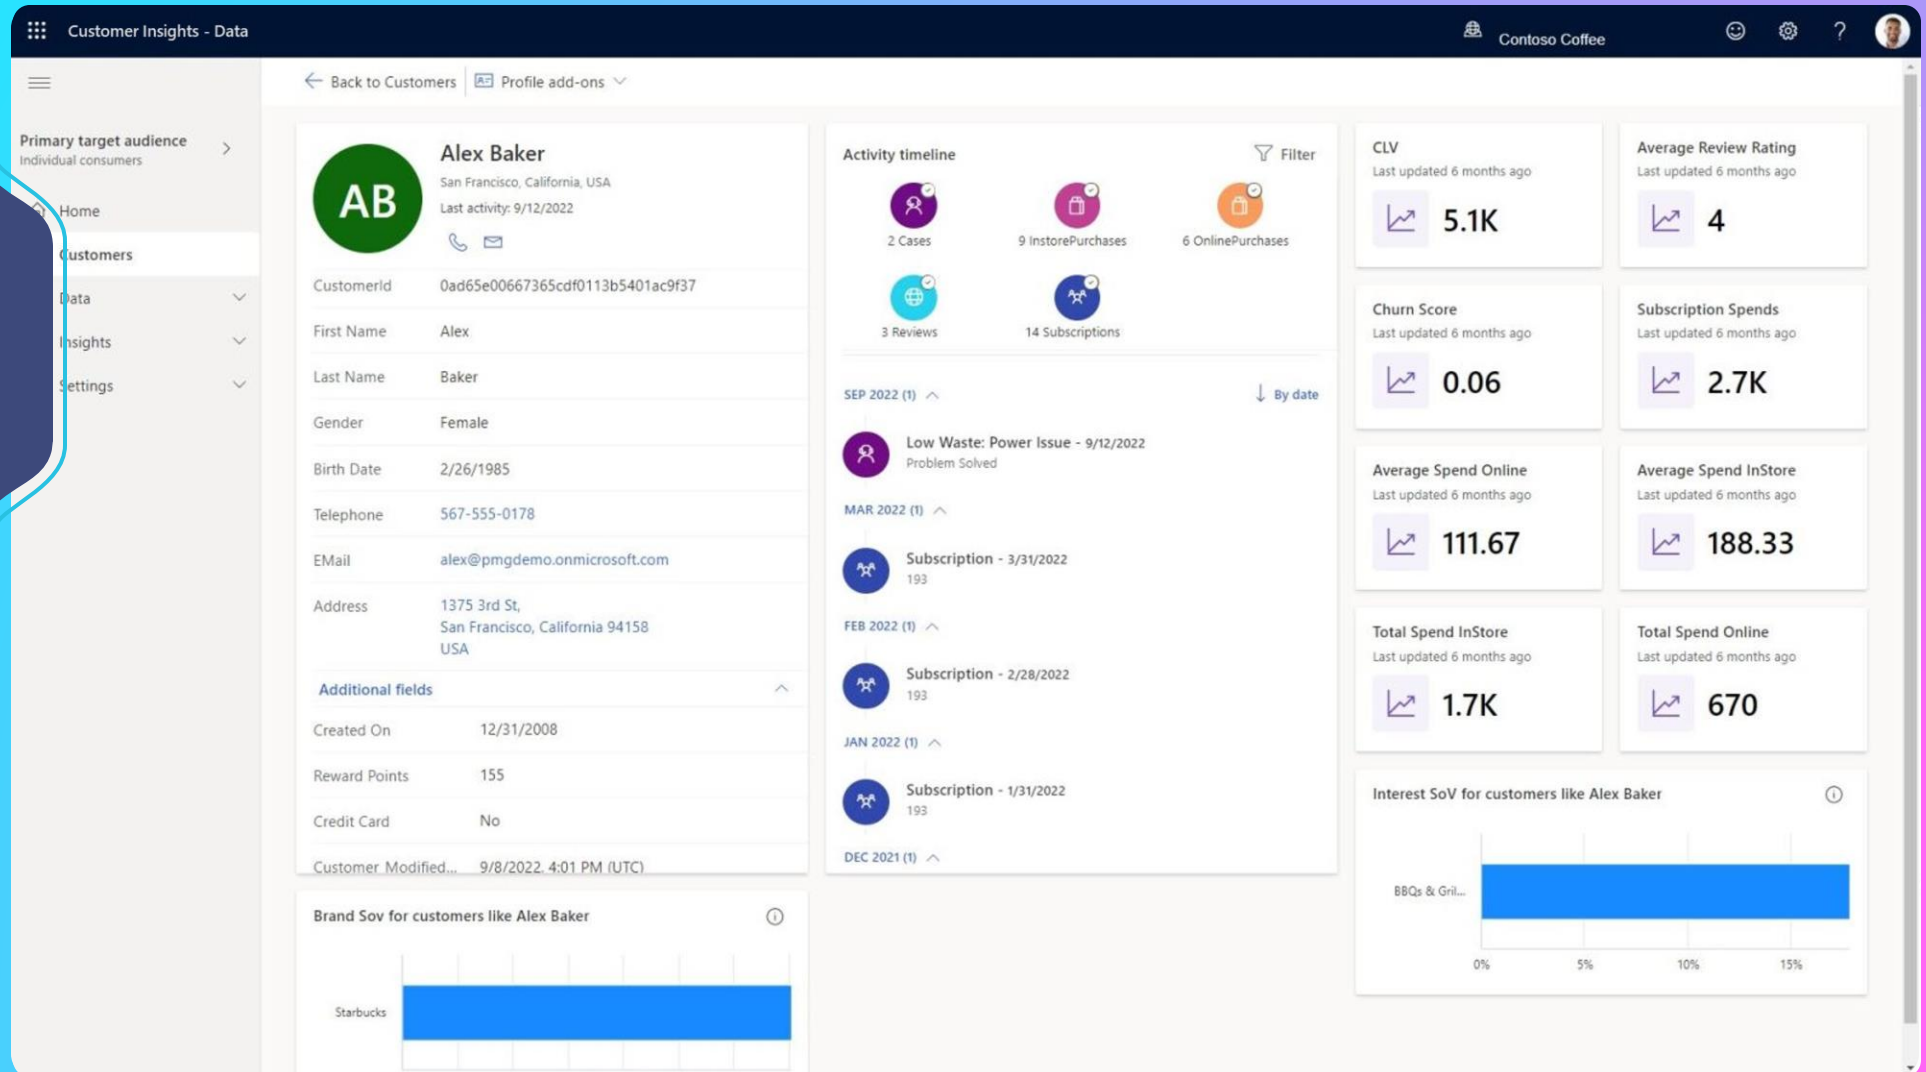 Customer Insights - Data
Contoso Coffee
?
Primary target audience
Individual consumers
Home
Customers
Data
Insights
Settings
Back to Customers
Profile add-ons
AB
Alex Baker
San Francisco, California, USA
Last activity: 9/12/2022
CustomerId 0ad65e00667365cdf0113b5401ac9f37
First Name Alex
Last Name Baker
Gender Female
Birth Date 2/26/1985
Telephone 567-555-0178
EMail alex@pmgdemo.onmicrosoft.com
Address 1375 3rd St,
San Francisco, California 94158
USA
Additional fields
Created On 12/31/2008
Reward Points 155
Credit Card No
Customer Modified... 9/8/2022, 4:01 PM (UTC)
Brand Sov for customers like Alex Baker
Starbucks
Activity timeline
Filter
2 Cases
9 InstorePurchases
6 OnlinePurchases
3 Reviews
14 Subscriptions
SEP 2022 (1)
By date
Low Waste: Power Issue - 9/12/2022
Problem Solved
MAR 2022 (1)
Subscription - 3/31/2022
193
FEB 2022 (1)
Subscription - 2/28/2022
193
JAN 2022 (1)
Subscription - 1/31/2022
193
DEC 2021 (1)
CLV
Last updated 6 months ago
5.1K
Average Review Rating
Last updated 6 months ago
4
Churn Score
Last updated 6 months ago
0.06
Subscription Spends
Last updated 6 months ago
2.7K
Average Spend Online
Last updated 6 months ago
111.67
Average Spend InStore
Last updated 6 months ago
188.33
Total Spend InStore
Last updated 6 months ago
1.7K
Total Spend Online
Last updated 6 months ago
670
Interest SoV for customers like Alex Baker
BBQs & Gril...
0% 5% 10% 15%